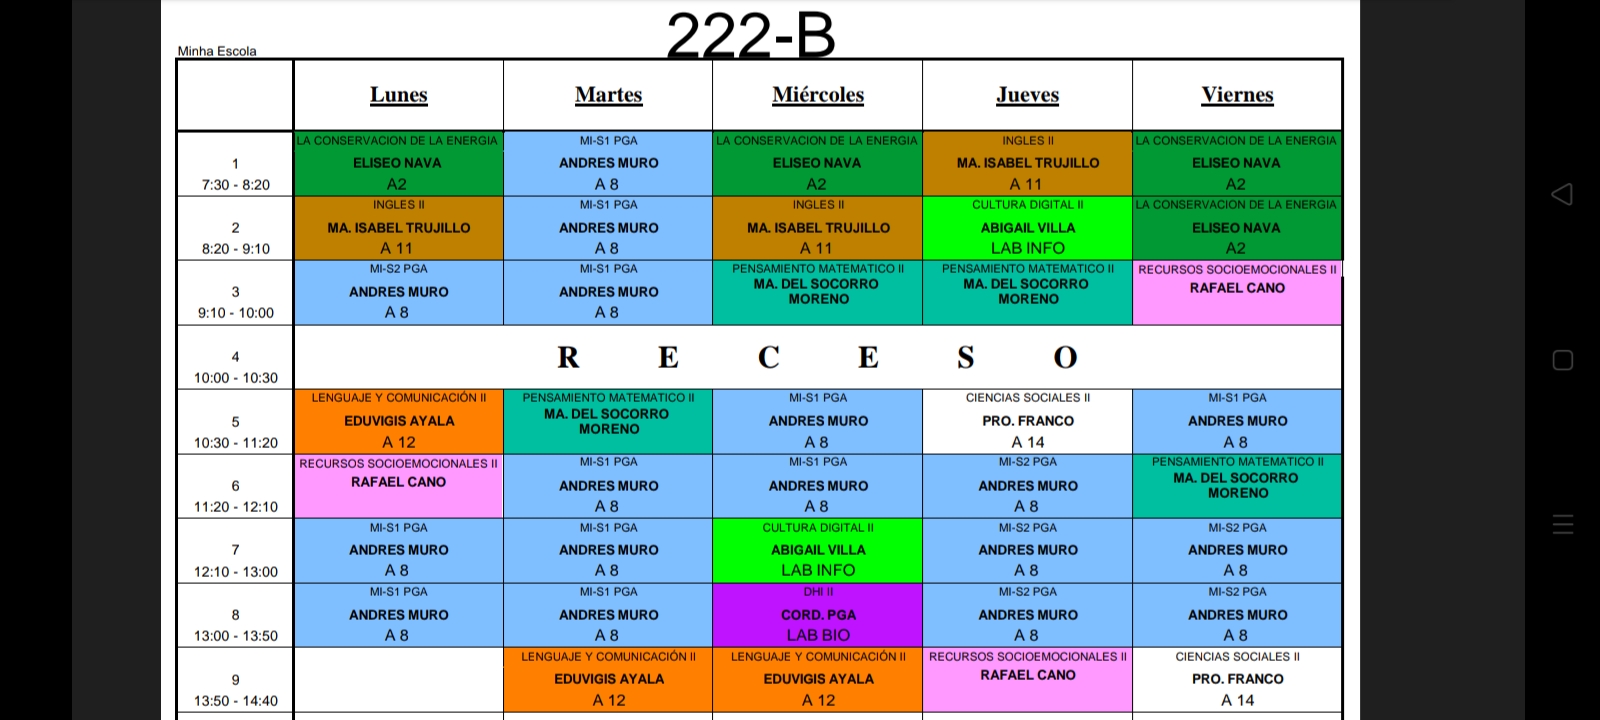 222-B
Minha Escola
Lunes Martes Miércoles Jueves Viernes
LA CONSERVACION DE LA ENERGIA MI-S1 PGA LA CONSERVACION DE LA ENERGIA INGLES II LA CONSERVACION DE LA ENERGIA
1 ELISEO NAVA ANDRES MURO ELISEO NAVA MA. ISABEL TRUJILLO ELISEO NAVA
7:30 - 8:20 A2 A 8 A2 A 11 A2
INGLES II MI-S1 PGA INGLES II CULTURA DIGITAL II LA CONSERVACION DE LA ENERGIA
2 MA. ISABEL TRUJILLO ANDRES MURO MA. ISABEL TRUJILLO ABIGAIL VILLA ELISEO NAVA
8:20 - 9:10 A 11 A 8 A 11 LAB INFO A2
MI-S2 PGA MI-S1 PGA PENSAMIENTO MATEMATICO II PENSAMIENTO MATEMATICO II RECURSOS SOCIOEMOCIONALES II
3 ANDRES MURO ANDRES MURO MA. DEL SOCORRO MORENO MA. DEL SOCORRO MORENO RAFAEL CANO
9:10 - 10:00 A 8 A 8
4 R E C E S O
10:00 - 10:30
LENGUAJE Y COMUNICACIÓN II PENSAMIENTO MATEMATICO II MI-S1 PGA CIENCIAS SOCIALES II MI-S1 PGA
5 EDUVIGIS AYALA MA. DEL SOCORRO MORENO ANDRES MURO PRO. FRANCO ANDRES MURO
10:30 - 11:20 A 12 A 8 A 14 A 8
RECURSOS SOCIOEMOCIONALES II MI-S1 PGA MI-S1 PGA MI-S2 PGA PENSAMIENTO MATEMATICO II
6 RAFAEL CANO ANDRES MURO ANDRES MURO ANDRES MURO MA. DEL SOCORRO MORENO
11:20 - 12:10 A 8 A 8 A 8
MI-S1 PGA MI-S1 PGA CULTURA DIGITAL II MI-S2 PGA MI-S2 PGA
7 ANDRES MURO ANDRES MURO ABIGAIL VILLA ANDRES MURO ANDRES MURO
12:10 - 13:00 A 8 A 8 LAB INFO A 8 A 8
MI-S1 PGA MI-S1 PGA DHI II MI-S2 PGA MI-S2 PGA
8 ANDRES MURO ANDRES MURO CORD. PGA ANDRES MURO ANDRES MURO
13:00 - 13:50 A 8 A 8 LAB BIO A 8 A 8
LENGUAJE Y COMUNICACIÓN II LENGUAJE Y COMUNICACIÓN II RECURSOS SOCIOEMOCIONALES II CIENCIAS SOCIALES II
9 EDUVIGIS AYALA EDUVIGIS AYALA RAFAEL CANO PRO. FRANCO
13:50 - 14:40 A 12 A 12 A 14